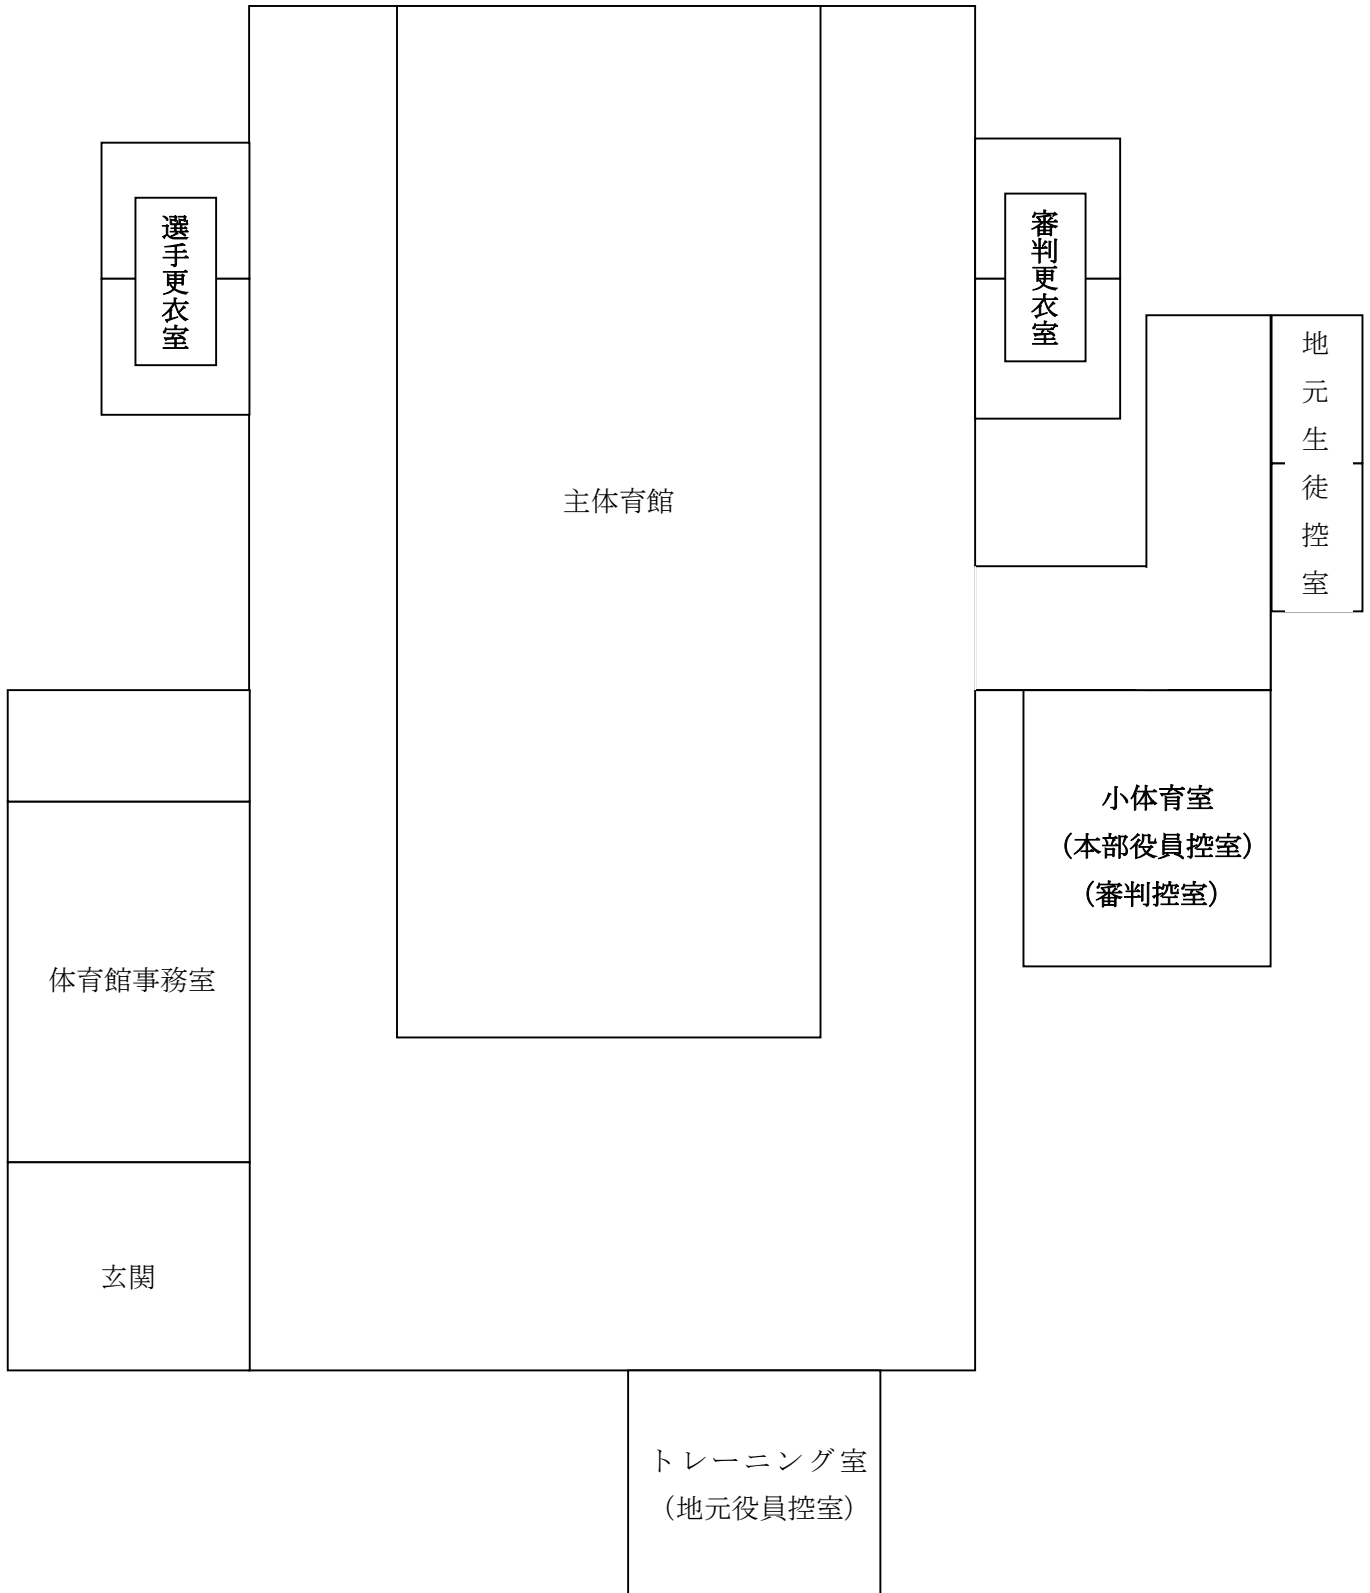 選手更衣室
審判更衣室
地元生徒控室
主体育館
小体育室
（本部役員控室）
（審判控室）
体育館事務室
玄関
トレーニング室
（地元役員控室）